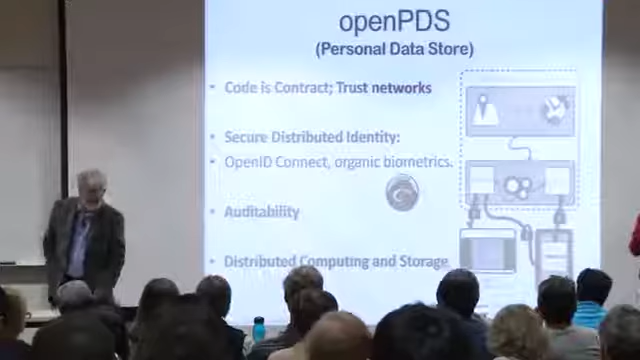 openPDS
(Personal Data Store)
• Code is Contract; Trust networks
• Secure Distributed Identity:
• OpenID Connect, organic biometrics.
• Auditability
• Distributed Computing and Storage